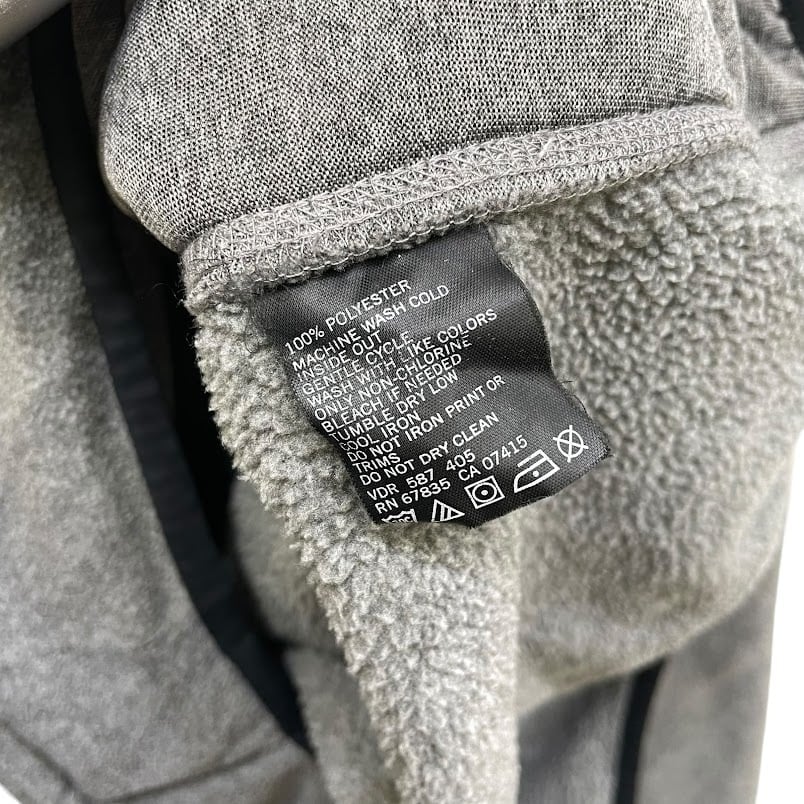 100% POLYESTER
MACHINE WASH COLD
INSIDE OUT
GENTLE CYCLE
WASH WITH LIKE COLORS
ONLY NON-CHLORINE
BLEACH IF NEEDED
TUMBLE DRY LOW
COOL IRON
DO NOT IRON PRINT OR
TRIMS
DO NOT DRY CLEAN
VDR 587 405
RN 67835 CA 07415